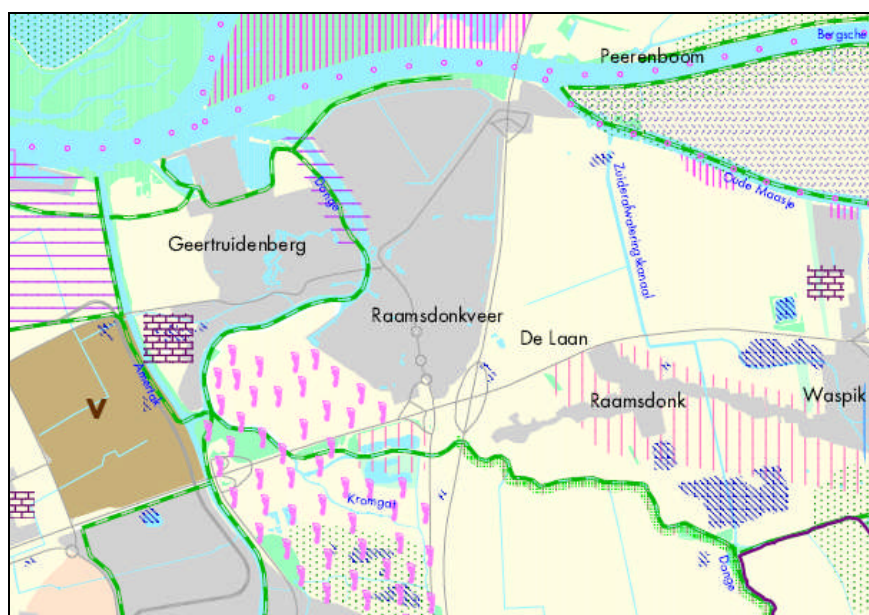 Bergsche
Peerenboom
Zuiderafwateringskanaal
Oude Maasje
Donge
Geertruidenberg
Raamsdonkveer
De Laan
Amertak
V
Raamsdonk
Waspik
Kromgat
Donge